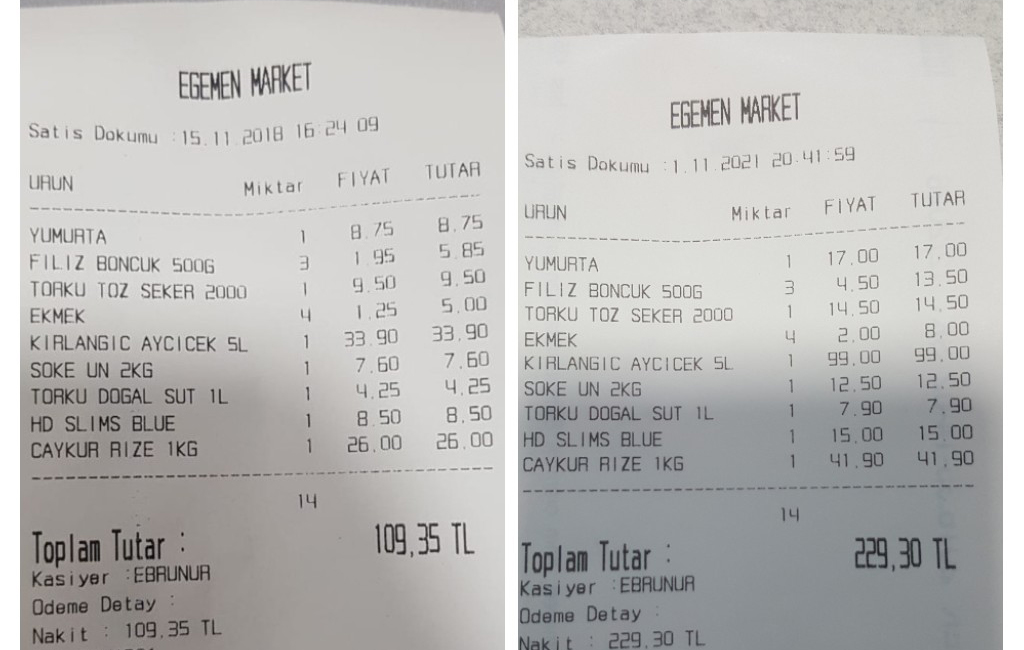 EGEMEN MARKET
Satis Dokumu :15.11.2018 16:24 09
URUN Miktar FIYAT TUTAR
YUMURTA 1 8.75 8.75
FILIZ BONCUK 500G 3 1.95 5.85
TORKU TOZ SEKER 2000 1 9.50 9.50
EKMEK 4 1.25 5.00
KIRLANGIC AYCICEK 5L 1 33.90 33.90
SOKE UN 2KG 1 7.60 7.60
TORKU DOGAL SUT 1L 1 4.25 4.25
HD SLIMS BLUE 1 8.50 8.50
CAYKUR RIZE 1KG 1 26.00 26.00
14
Toplam Tutar : 109,35 TL
Kasiyer :EBRUNUR
Odeme Detay :
Nakit : 109.35 TL
EGEMEN MARKET
Satis Dokumu :1.11.2021 20:41:59
URUN Miktar FIYAT TUTAR
YUMURTA 1 17.00 17.00
FILIZ BONCUK 500G 3 4.50 13.50
TORKU TOZ SEKER 2000 1 14.50 14.50
EKMEK 4 2.00 8.00
KIRLANGIC AYCICEK 5L 1 99.00 99.00
SOKE UN 2KG 1 12.50 12.50
TORKU DOGAL SUT 1L 1 7.90 7.90
HD SLIMS BLUE 1 15.00 15.00
CAYKUR RIZE 1KG 1 41.90 41.90
14
Toplam Tutar : 229,30 TL
Kasiyer :EBRUNUR
Odeme Detay :
Nakit : 229.30 TL